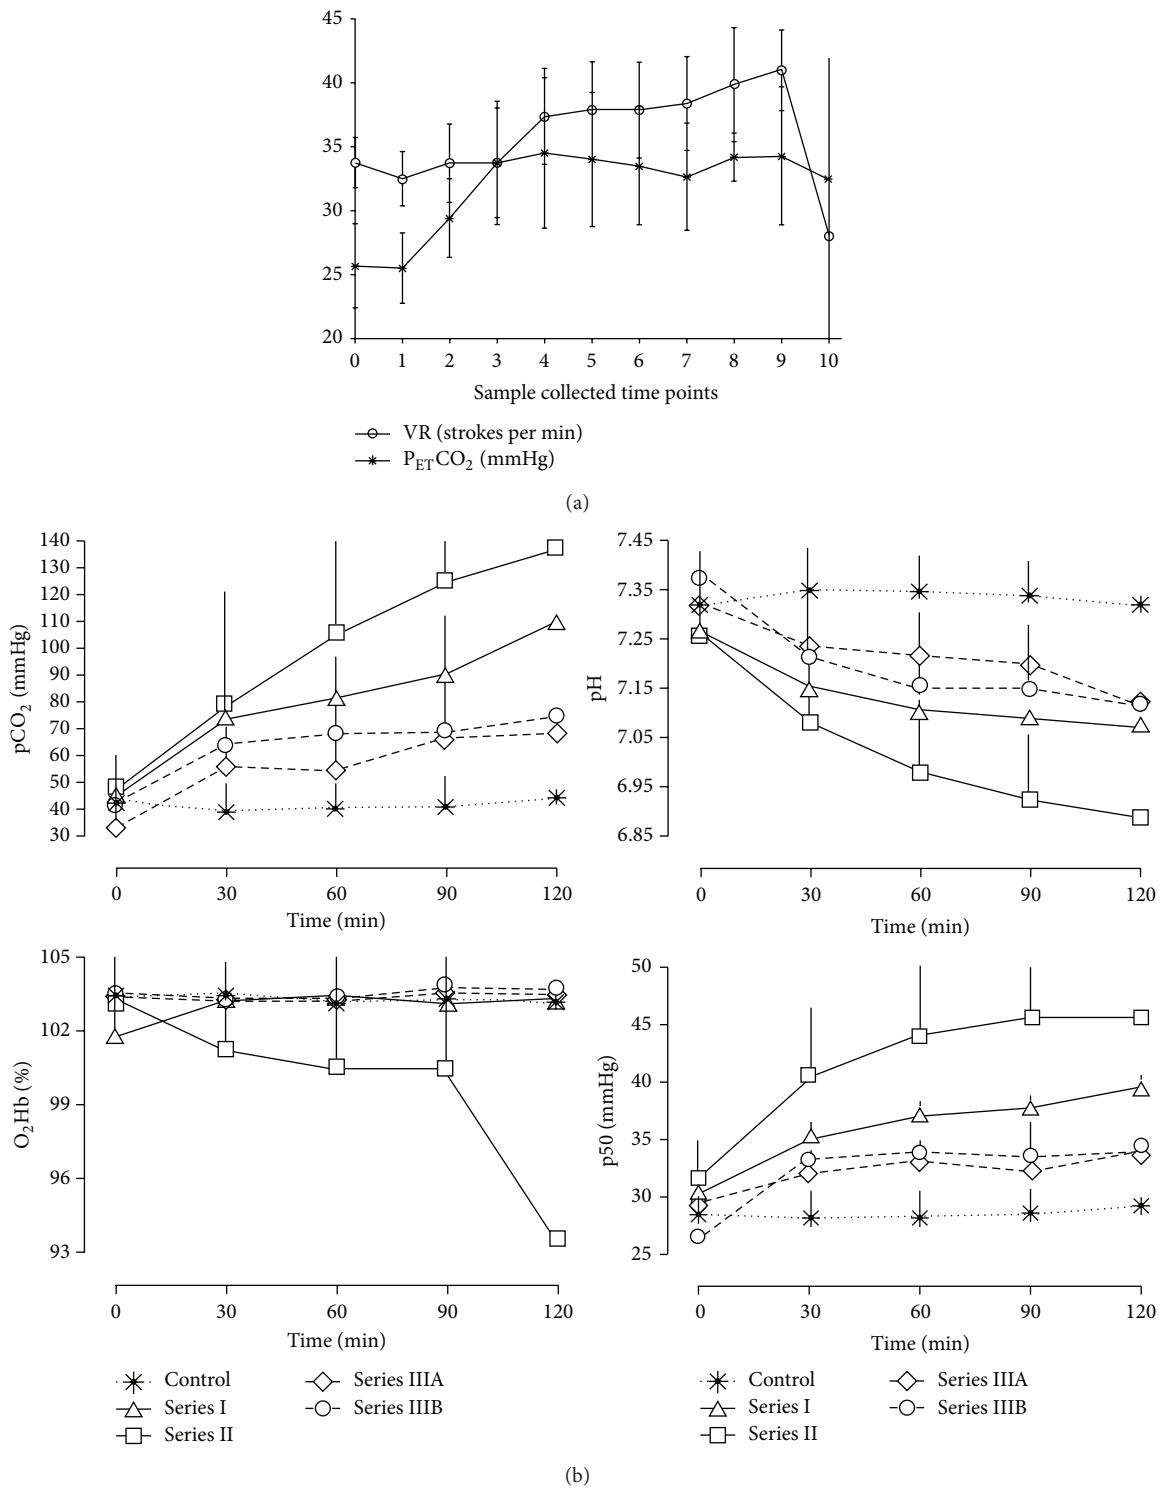 45
40
35
30
25
20
0 1 2 3 4 5 6 7 8 9 10
Sample collected time points
VR (strokes per min)
P_ETCO₂ (mmHg)
(a)
pCO₂ (mmHg)
140
130
120
110
100
90
80
70
60
50
40
30
0 30 60 90 120
Time (min)
pH
7.45
7.35
7.25
7.15
7.05
6.95
6.85
0 30 60 90 120
Time (min)
O₂Hb (%)
105
102
99
96
93
0 30 60 90 120
Time (min)
p50 (mmHg)
50
45
40
35
30
25
0 30 60 90 120
Time (min)
Control Series IIIA
Series I Series IIIB
Series II
Control Series IIIA
Series I Series IIIB
Series II
(b)